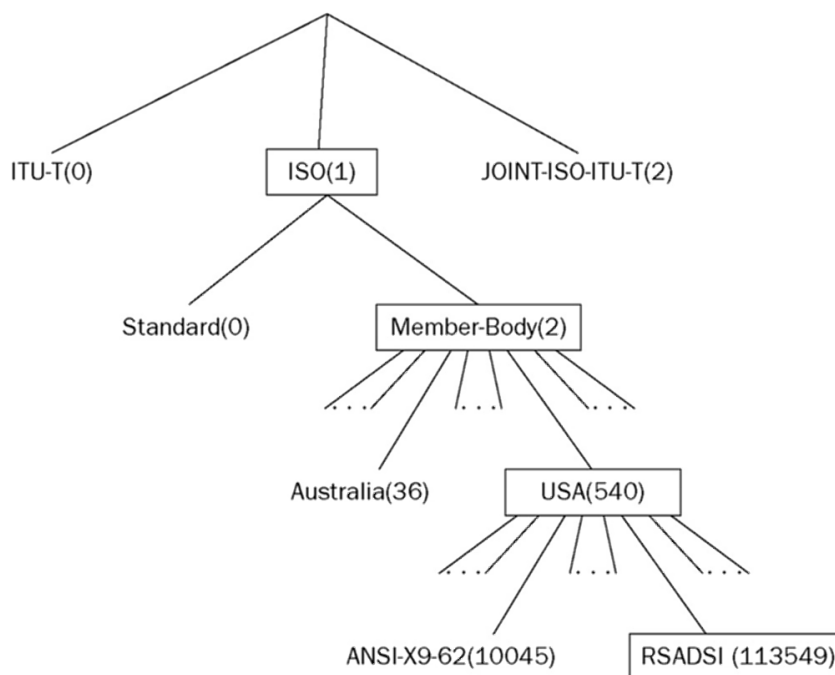 ITU-T(0)
ISO(1)
JOINT-ISO-ITU-T(2)
Standard(0)
Member-Body(2)
. . . .
. . . .
. . . .
Australia(36)
USA(540)
. . . .
. . . .
. . . .
ANSI-X9-62(10045)
RSADSI (113549)